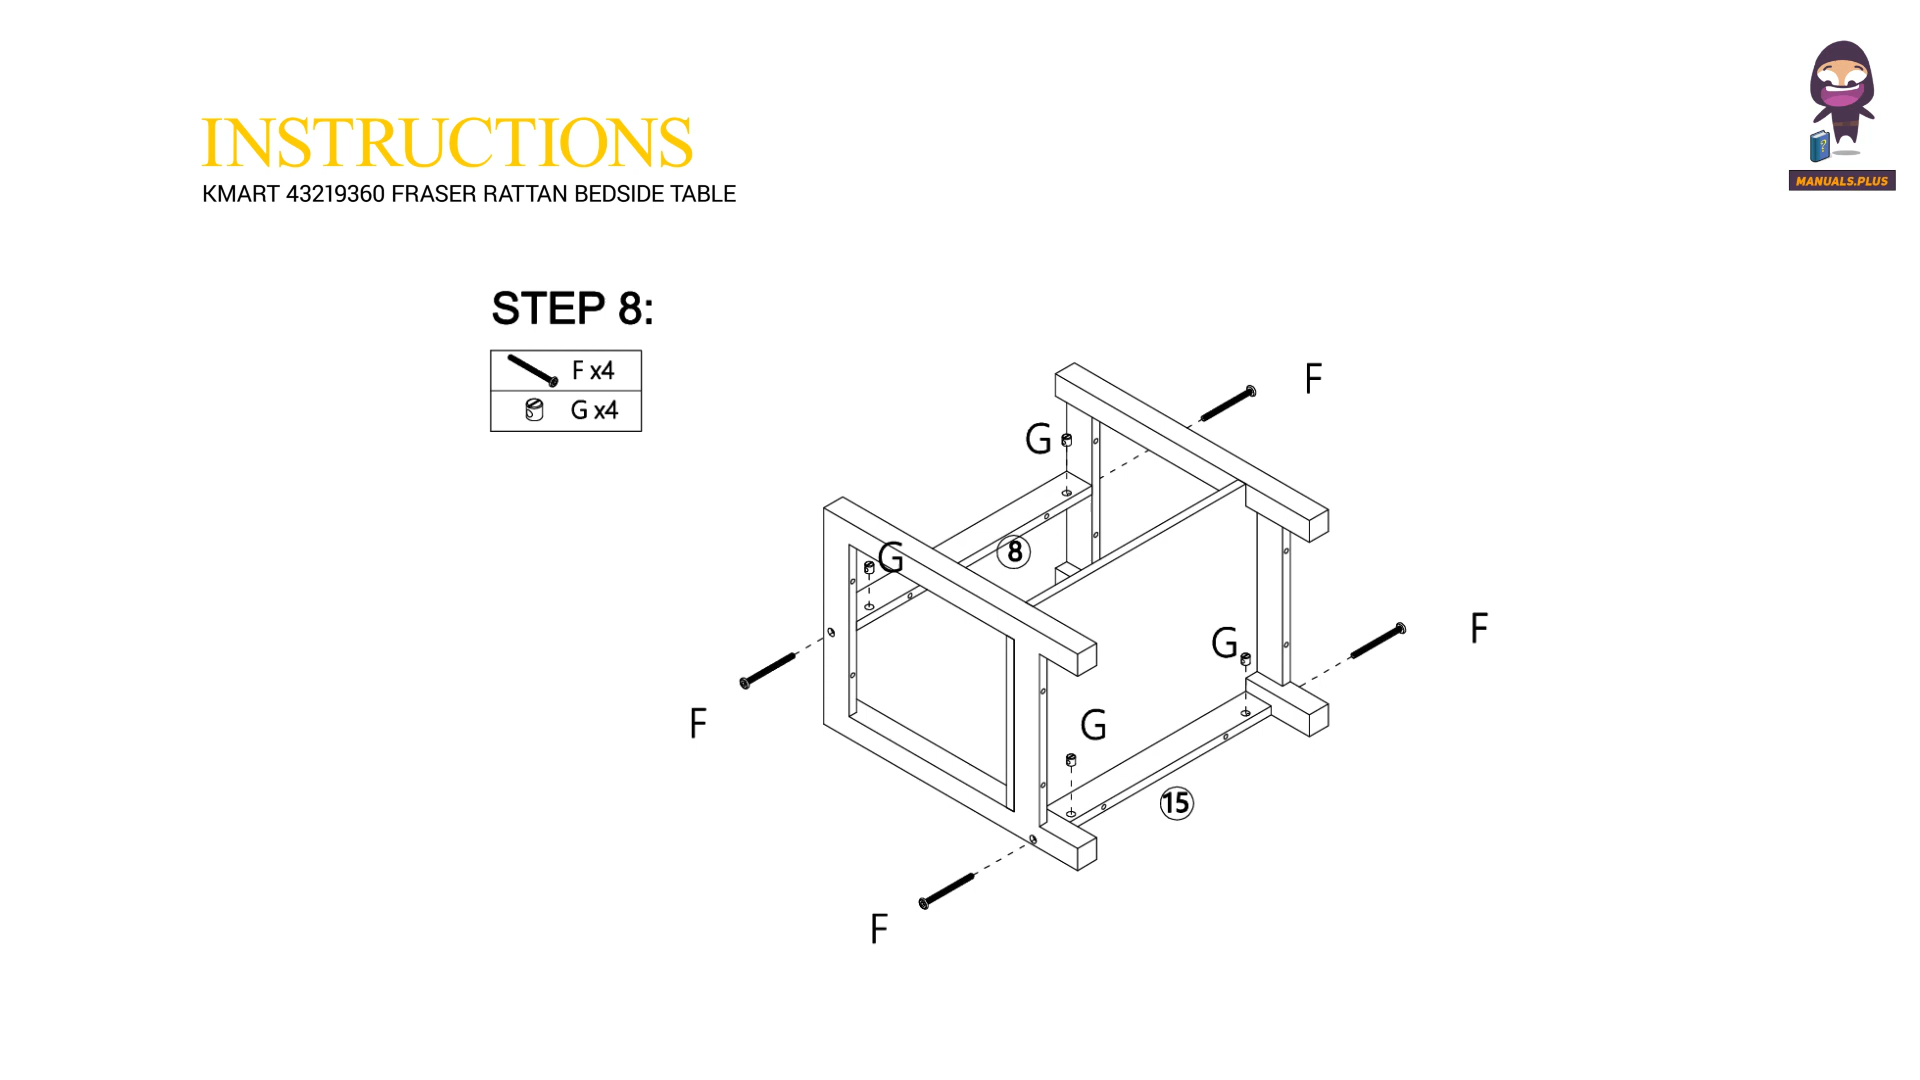 INSTRUCTIONS
KMART 43219360 FRASER RATTAN BEDSIDE TABLE
?
MANUALS.PLUS
STEP 8:
F x4
G x4
F
G
8
G
F
G
F
G
15
F